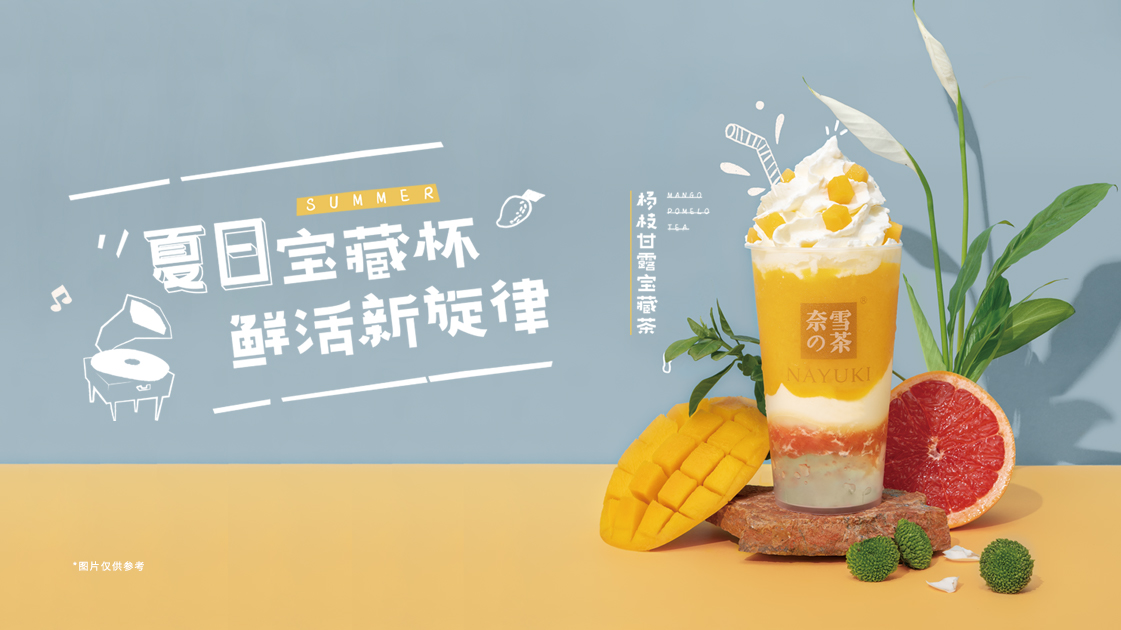 SUMMER
夏日宝藏杯
鲜活新旋律
杨枝甘露宝藏茶
MANGO
POMELO
TEA
奈雪
の茶
®
NAYUKI
*图片仅供参考